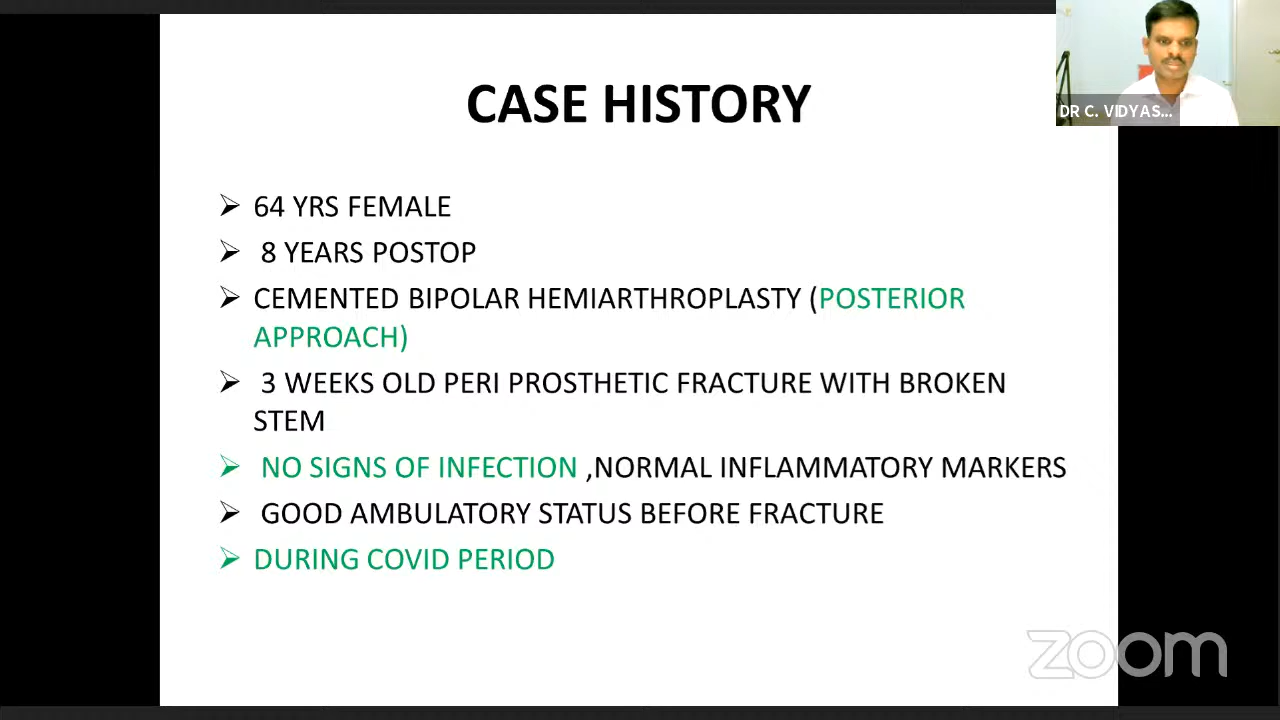 CASE HISTORY
DR C. VIDYAS...
➢ 64 YRS FEMALE
➢ 8 YEARS POSTOP
➢ CEMENTED BIPOLAR HEMIARTHROPLASTY (POSTERIOR
APPROACH)
➢ 3 WEEKS OLD PERI PROSTHETIC FRACTURE WITH BROKEN
STEM
➢ NO SIGNS OF INFECTION ,NORMAL INFLAMMATORY MARKERS
➢ GOOD AMBULATORY STATUS BEFORE FRACTURE
➢ DURING COVID PERIOD
zoom